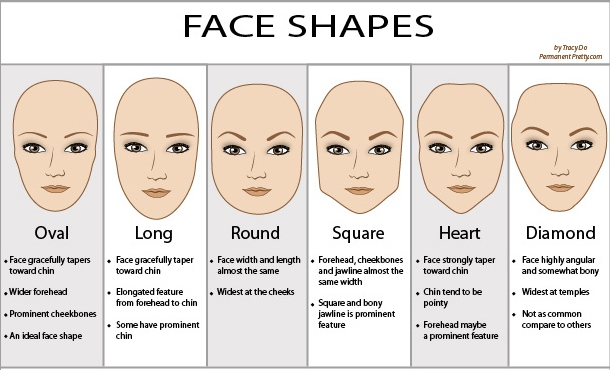 FACE SHAPES
by Tracy Do
Permanent Pretty.com
Oval
Face gracefully tapers
toward chin
Wider forehead
Prominent cheekbones
An ideal face shape
Long
Face gracefully taper
toward chin
Elongated feature
from forehead to chin
Some have prominent
chin
Round
Face width and length
almost the same
Widest at the cheeks
Square
Forehead, cheekbones
and jawline almost the
same width
Square and bony
jawline is prominent
feature
Heart
Face strongly taper
toward chin
Chin tend to be
pointy
Forehead maybe
a prominent feature
Diamond
Face highly angular
and somewhat bony
Widest at temples
Not as common
compare to others